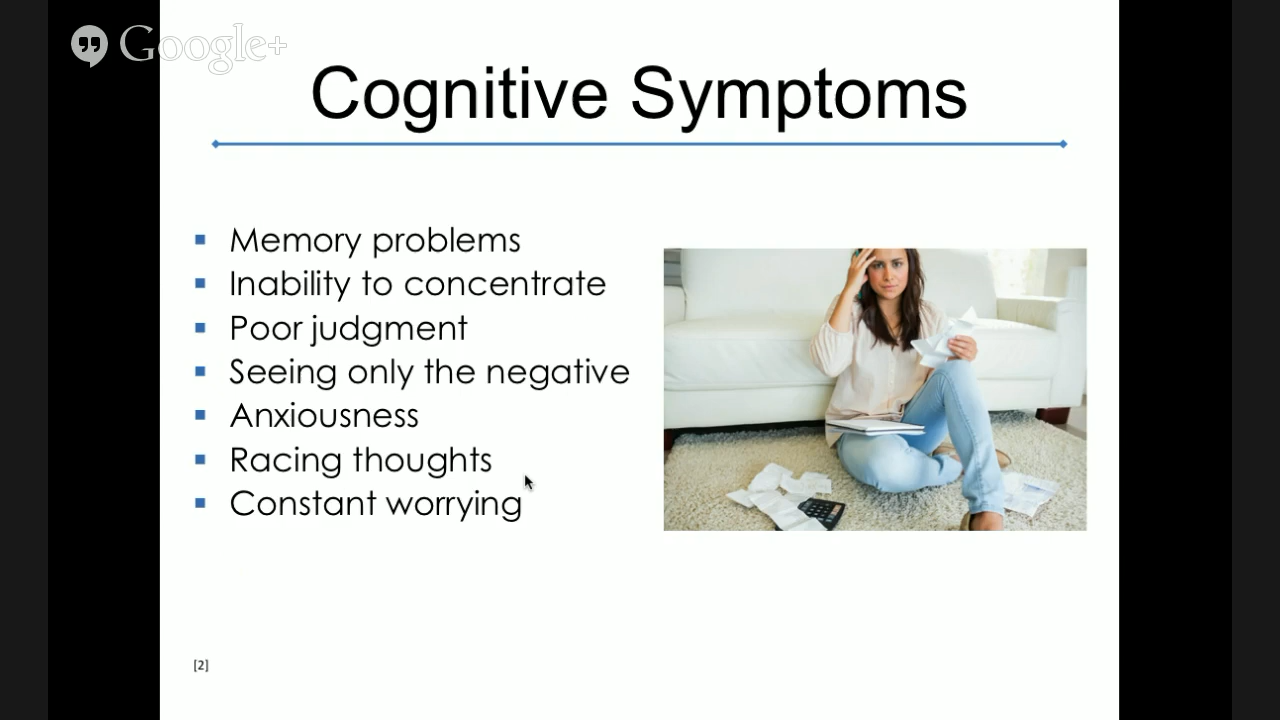 Google+
Cognitive Symptoms
Memory problems
Inability to concentrate
Poor judgment
Seeing only the negative
Anxiousness
Racing thoughts
Constant worrying
[2]